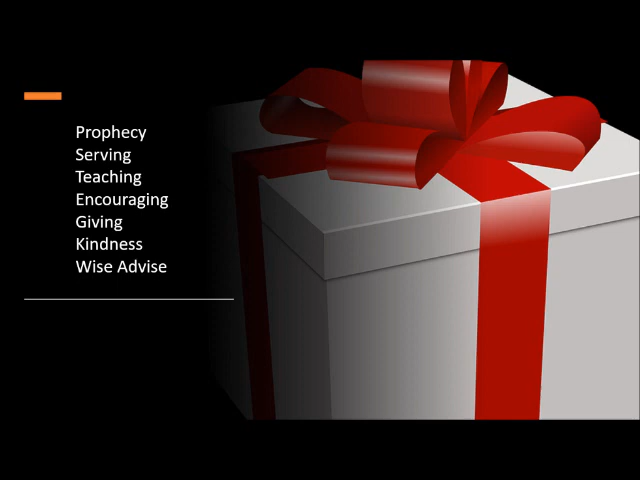 Prophecy
Serving
Teaching
Encouraging
Giving
Kindness
Wise Advise